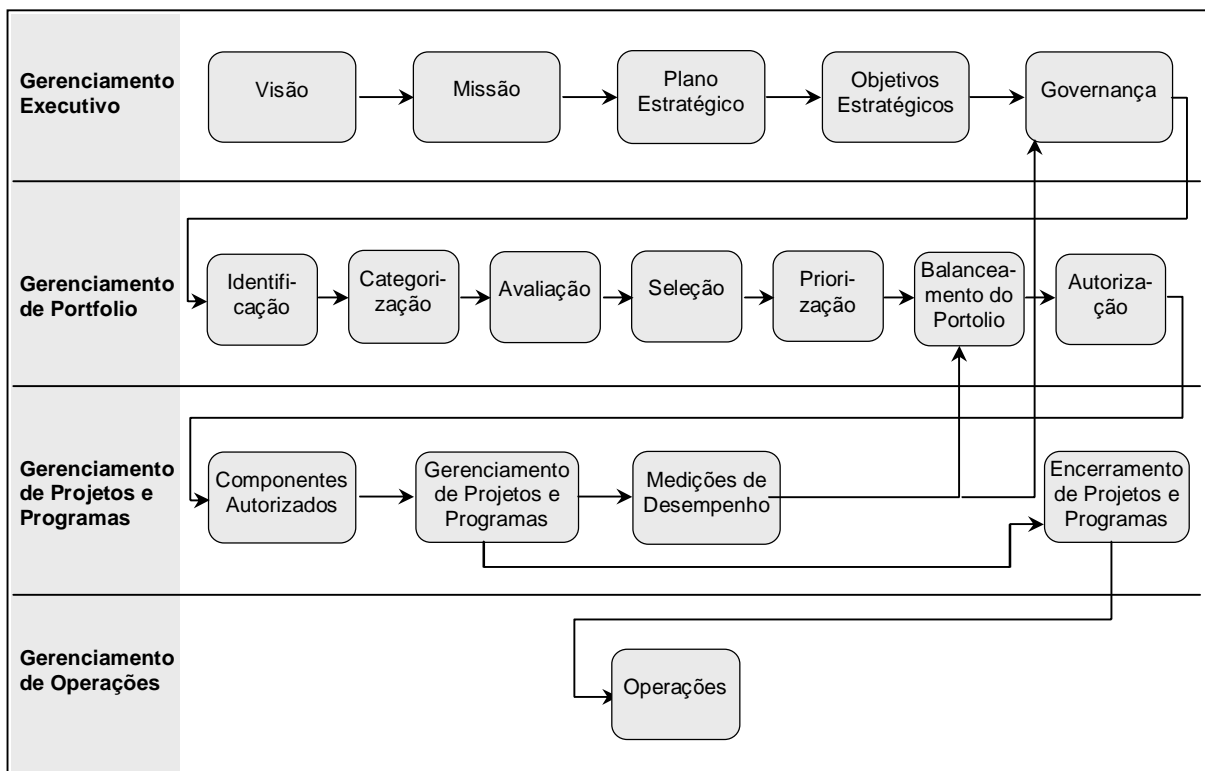 Gerenciamento
Executivo
Visão
Missão
Plano
Estratégico
Objetivos
Estratégicos
Governança
Gerenciamento
de Portfolio
Identifi-
cação
Categori-
zação
Avaliação
Seleção
Prior-
ização
Balancea-
mento do
Portolio
Autoriza-
ção
Gerenciamento
de Projetos e
Programas
Componentes
Autorizados
Gerenciamento
de Projetos e
Programas
Medições de
Desempenho
Encerramento
de Projetos e
Programas
Gerenciamento
de Operações
Operações